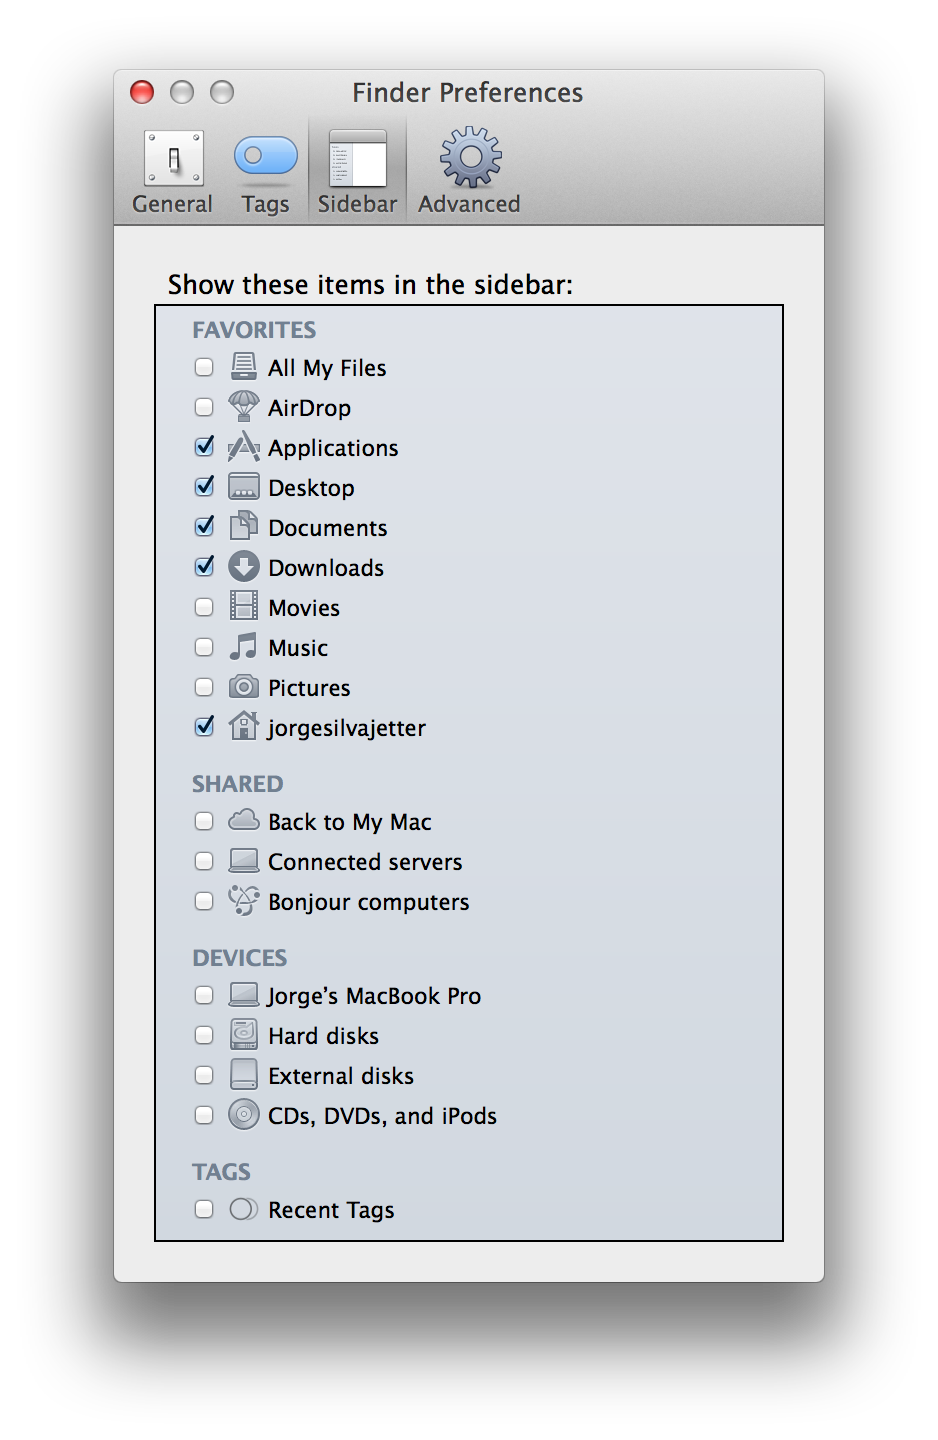 Finder Preferences
General Tags Sidebar Advanced
Show these items in the sidebar:
FAVORITES
All My Files
AirDrop
Applications
Desktop
Documents
Downloads
Movies
Music
Pictures
jorgesilvajetter
SHARED
Back to My Mac
Connected servers
Bonjour computers
DEVICES
Jorge’s MacBook Pro
Hard disks
External disks
CDs, DVDs, and iPods
TAGS
Recent Tags